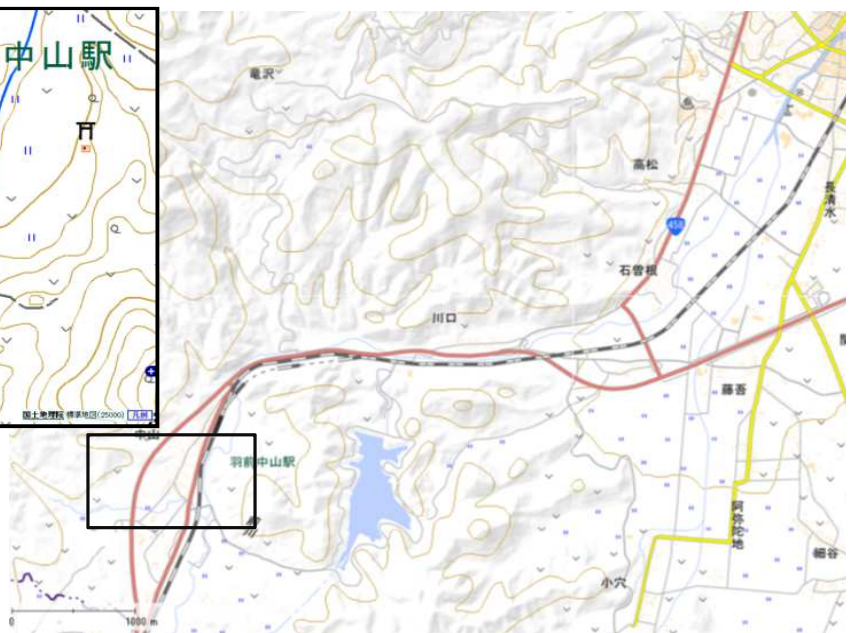 中山駅
国土地理院 標準地図(25000) 凡例
竜沢
高松
長清水
458
石曽根
川口
藤吾
中山
羽前中山駅
阿弥陀地
細谷
小穴
0 1000 m